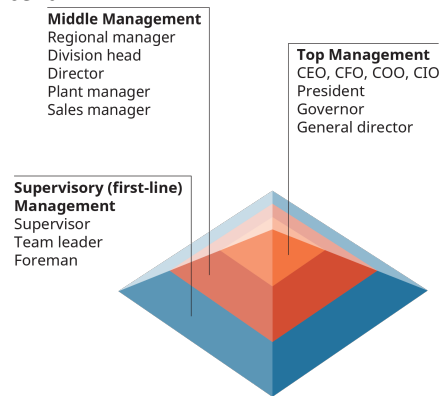 Middle Management
Regional manager
Division head
Director
Plant manager
Sales manager
Top Management
CEO, CFO, COO, CIO
President
Governor
General director
Supervisory (first-line)
Management
Supervisor
Team leader
Foreman